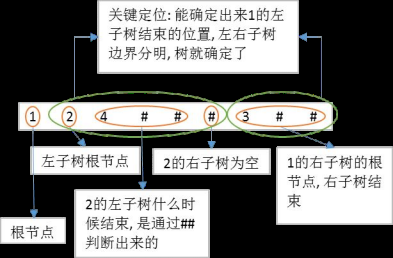 关键定位: 能确定出来1的左
子树结束的位置, 左右子树
边界分明, 树就确定了
1 2 4 # # # 3 # #
左子树根节点
2的右子树为空
1的右子树的根
节点, 右子树结
束
2的左子树什么时
候结束, 是通过##
判断出来的
根节点